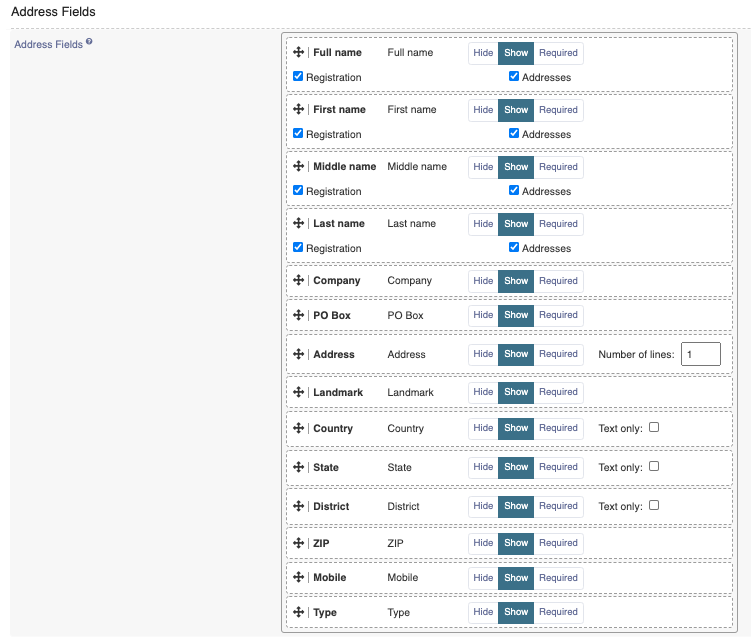 Address Fields
Address Fields ?
Full name Full name Hide Show Required
Registration Addresses
First name First name Hide Show Required
Registration Addresses
Middle name Middle name Hide Show Required
Registration Addresses
Last name Last name Hide Show Required
Registration Addresses
Company Company Hide Show Required
PO Box PO Box Hide Show Required
Address Address Hide Show Required Number of lines: 1
Landmark Landmark Hide Show Required
Country Country Hide Show Required Text only:
State State Hide Show Required Text only:
District District Hide Show Required Text only:
ZIP ZIP Hide Show Required
Mobile Mobile Hide Show Required
Type Type Hide Show Required